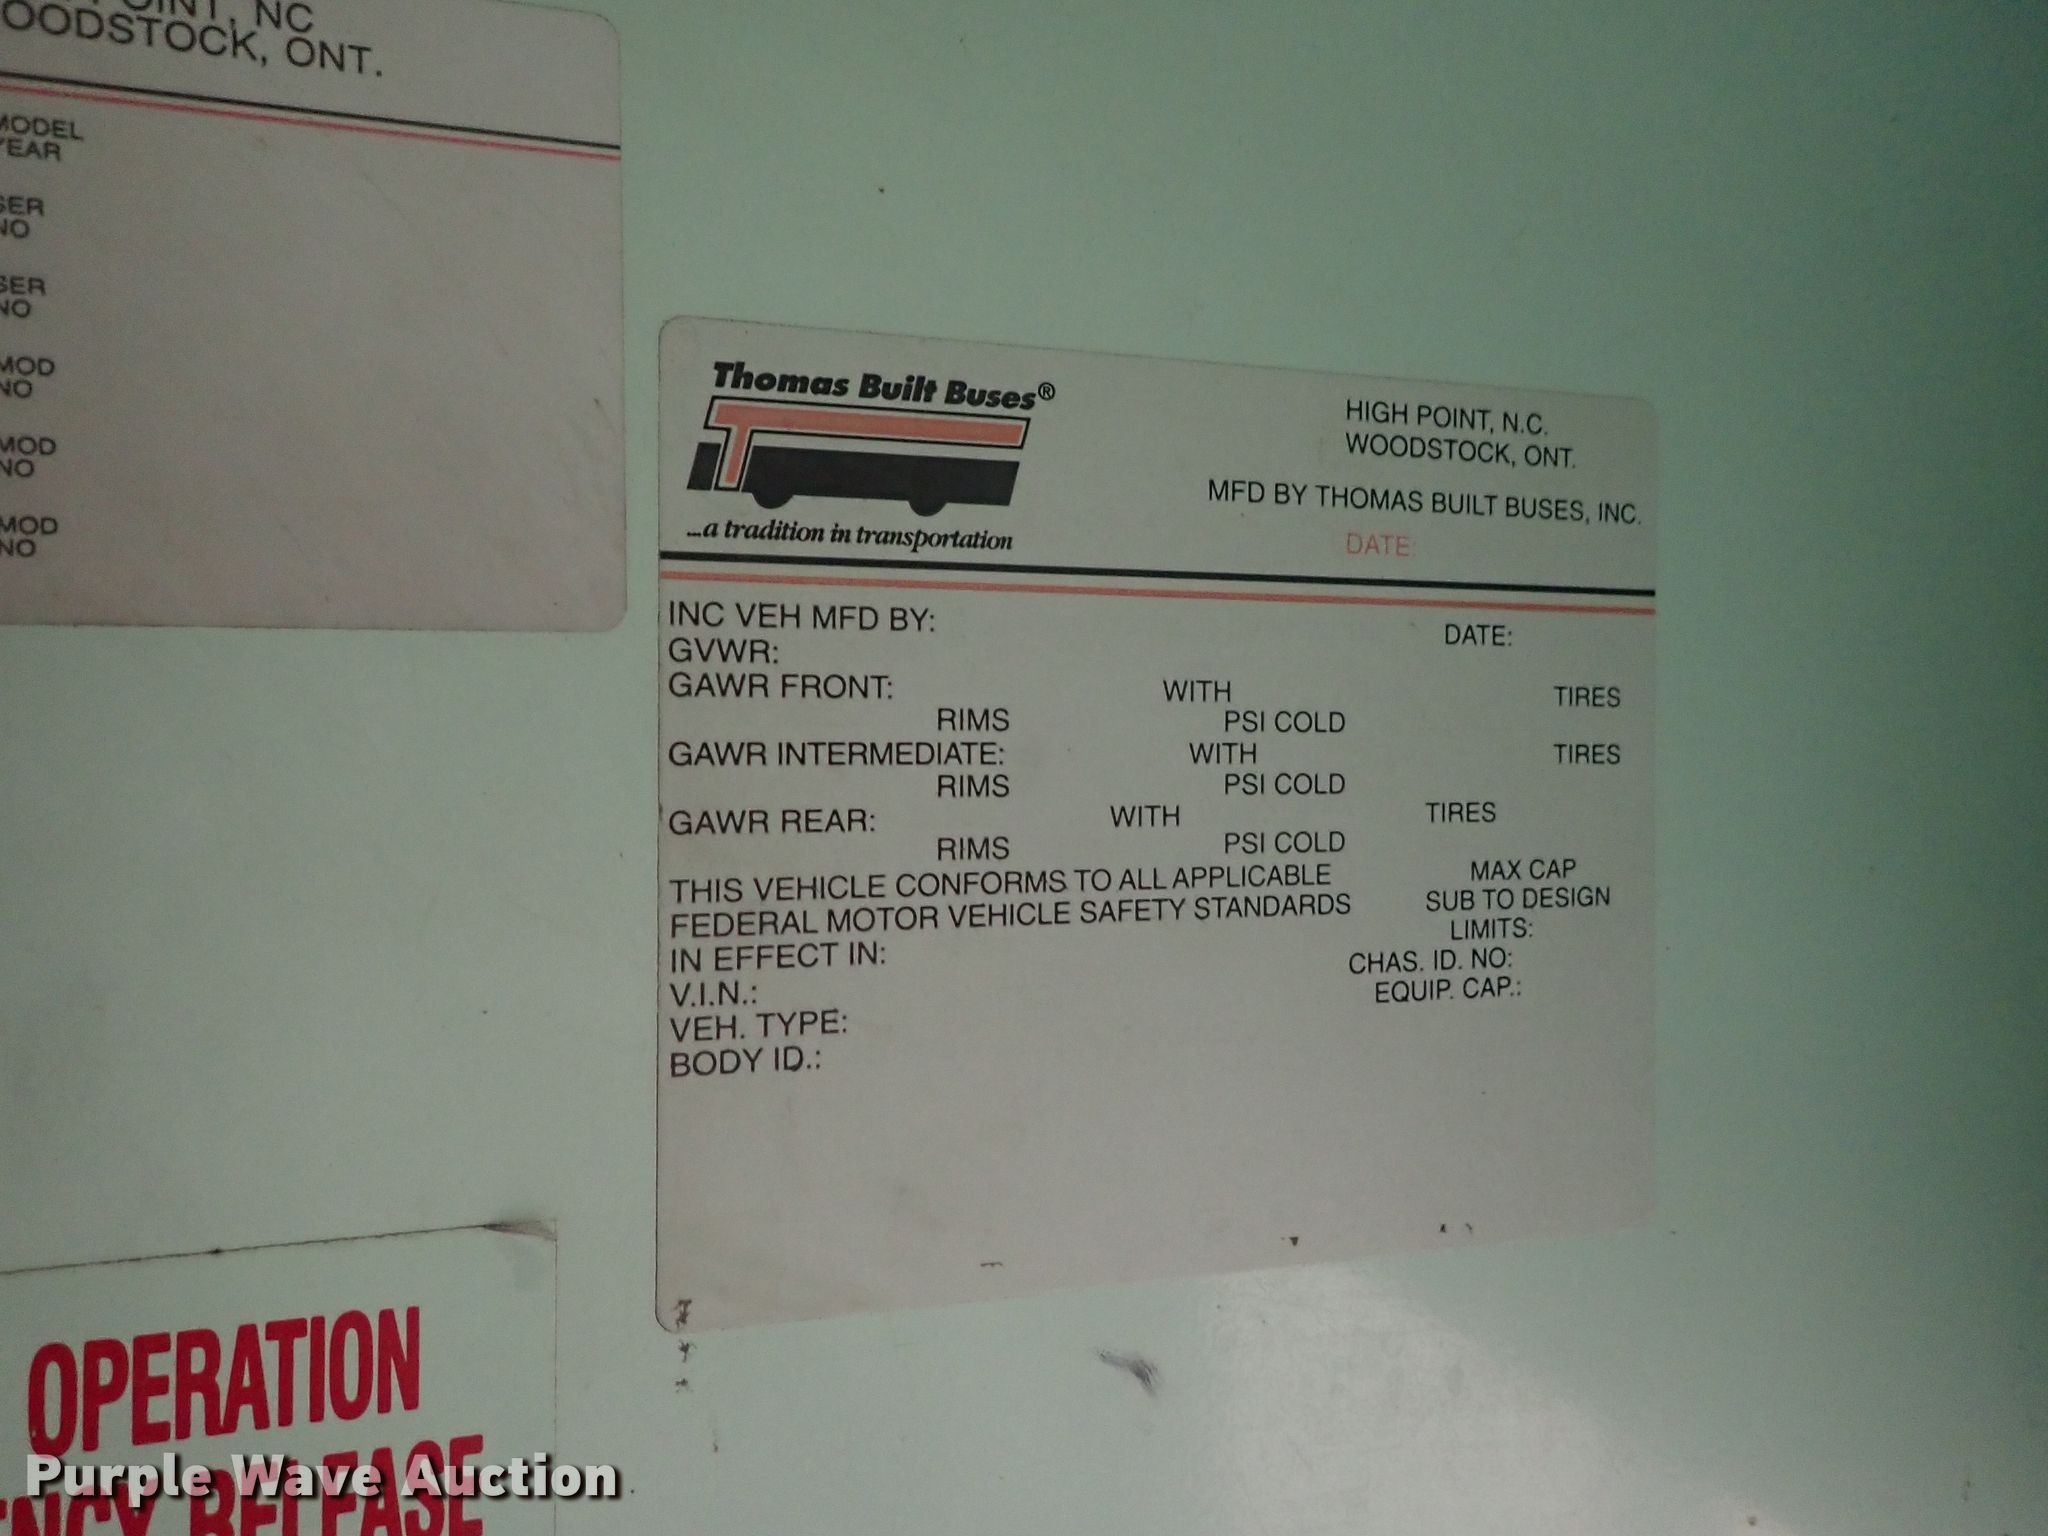 NC
WOODSTOCK, ONT.
MODEL
YEAR
SER
NO
SER
NO
MOD
NO
MOD
NO
MOD
NO
Thomas Built Buses®
T
...a tradition in transportation
HIGH POINT, N.C.
WOODSTOCK, ONT.
MFD BY THOMAS BUILT BUSES, INC.
DATE:
INC VEH MFD BY: DATE:
GVWR:
GAWR FRONT: WITH TIRES
RIMS PSI COLD
GAWR INTERMEDIATE: WITH TIRES
RIMS PSI COLD
GAWR REAR: WITH TIRES
RIMS PSI COLD
THIS VEHICLE CONFORMS TO ALL APPLICABLE
FEDERAL MOTOR VEHICLE SAFETY STANDARDS
IN EFFECT IN:
V.I.N.:
VEH. TYPE:
BODY ID.:
MAX CAP
SUB TO DESIGN
LIMITS:
CHAS. ID. NO:
EQUIP. CAP.:
OPERATION
RELEASE
Purple Wave Auction